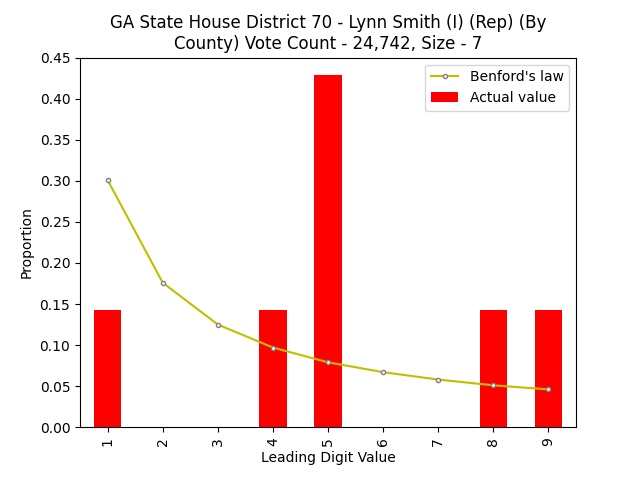 GA State House District 70 - Lynn Smith (I) (Rep) (By
County) Vote Count - 24,742, Size - 7
Benford's law
Actual value
0.45
0.40
0.35
0.30
0.25
0.20
0.15
0.10
0.05
0.00
Proportion
1 2 3 4 5 6 7 8 9
Leading Digit Value